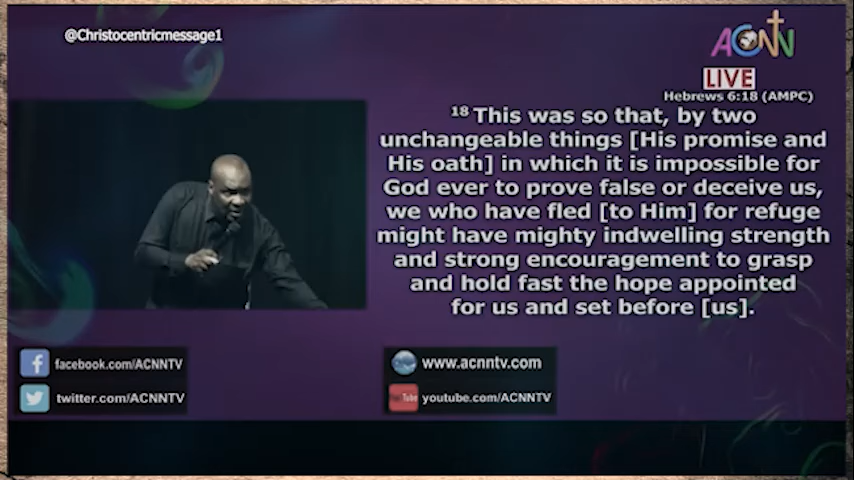 @Christocentricmessage1
ACNN
LIVE
Hebrews 6:18 (AMPC)
18 This was so that, by two
unchangeable things [His promise and
His oath] in which it is impossible for
God ever to prove false or deceive us,
we who have fled [to Him] for refuge
might have mighty indwelling strength
and strong encouragement to grasp
and hold fast the hope appointed
for us and set before [us].
facebook.com/ACNNTV
www.acnntv.com
twitter.com/ACNNTV
YouTube youtube.com/ACNNTV